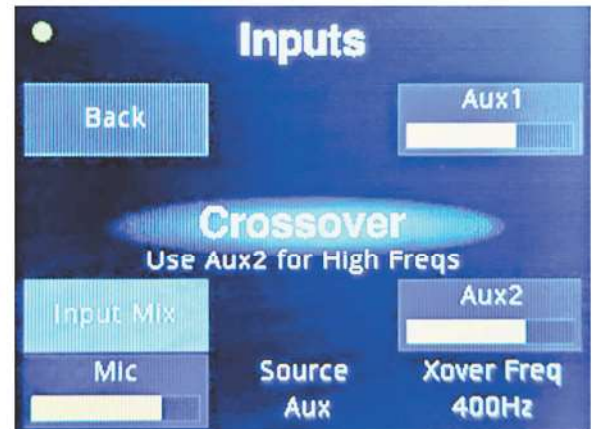 Inputs
Back
Aux1
Crossover
Use Aux2 for High Freqs
Input Mix
Aux2
Mic
Source
Xover Freq
Aux
400Hz